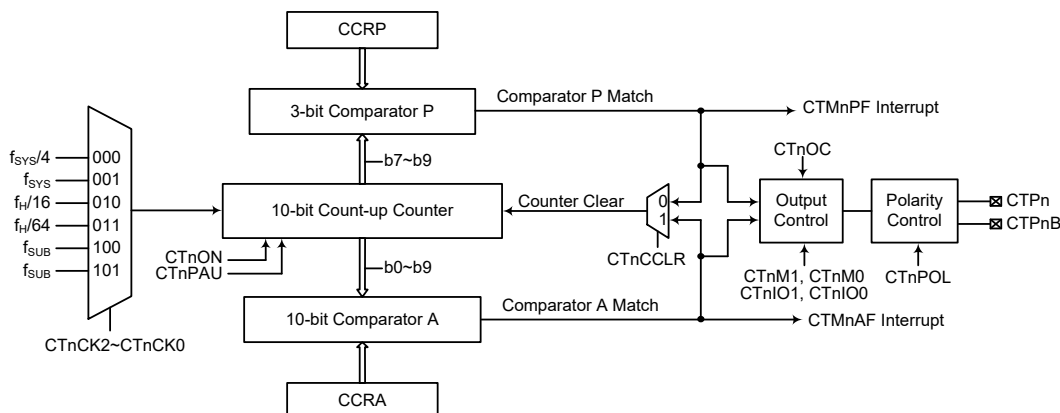 CCRP
3-bit Comparator P
Comparator P Match
CTMnPF Interrupt
b7~b9
fSYS/4
000
fSYS
001
fH/16
010
fH/64
011
fSUB
100
fSUB
101
10-bit Count-up Counter
Counter Clear
0
1
CTnOC
Output
Control
Polarity
Control
CTPn
CTPnB
CTnON
CTnPAU
b0~b9
CTnCCLR
CTnM1, CTnM0
CTnIO1, CTnIO0
CTnPOL
10-bit Comparator A
Comparator A Match
CTMnAF Interrupt
CTnCK2~CTnCK0
CCRA